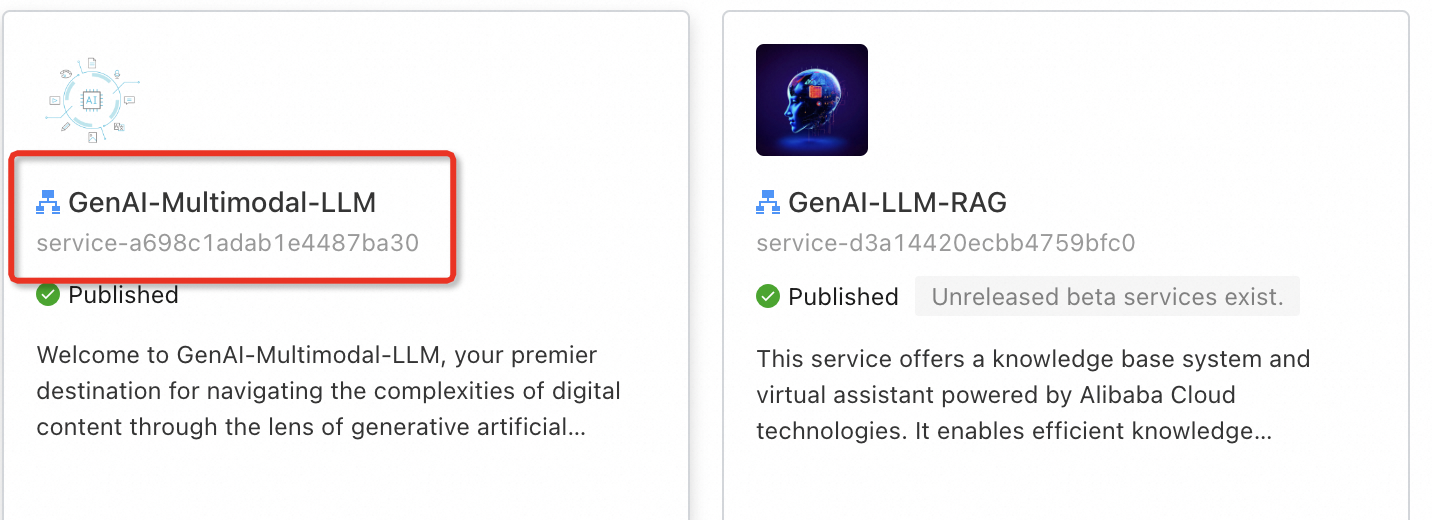 AI
GenAI-Multimodal-LLM
service-a698c1adab1e4487ba30
Published
Welcome to GenAI-Multimodal-LLM, your premier
destination for navigating the complexities of digital
content through the lens of generative artificial...
GenAI-LLM-RAG
service-d3a14420ecbb4759bfc0
Published Unreleased beta services exist.
This service offers a knowledge base system and
virtual assistant powered by Alibaba Cloud
technologies. It enables efficient knowledge...